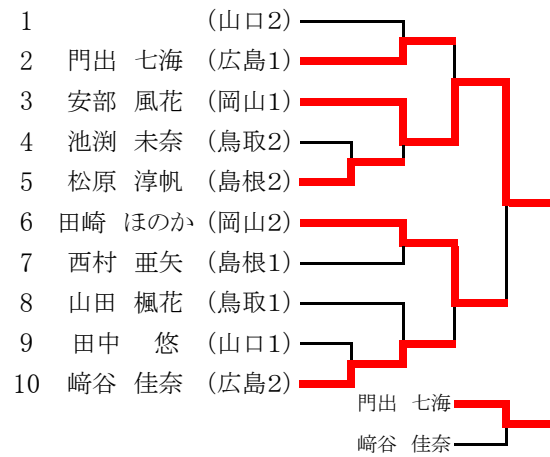 1 (山口2)
2 門出 七海 (広島1)
3 安部 風花 (岡山1)
4 池渕 未奈 (鳥取2)
5 松原 淳帆 (島根2)
6 田崎 ほのか (岡山2)
7 西村 亜矢 (島根1)
8 山田 楓花 (鳥取1)
9 田中 悠 (山口1)
10 﨑谷 佳奈 (広島2)
門出 七海
﨑谷 佳奈